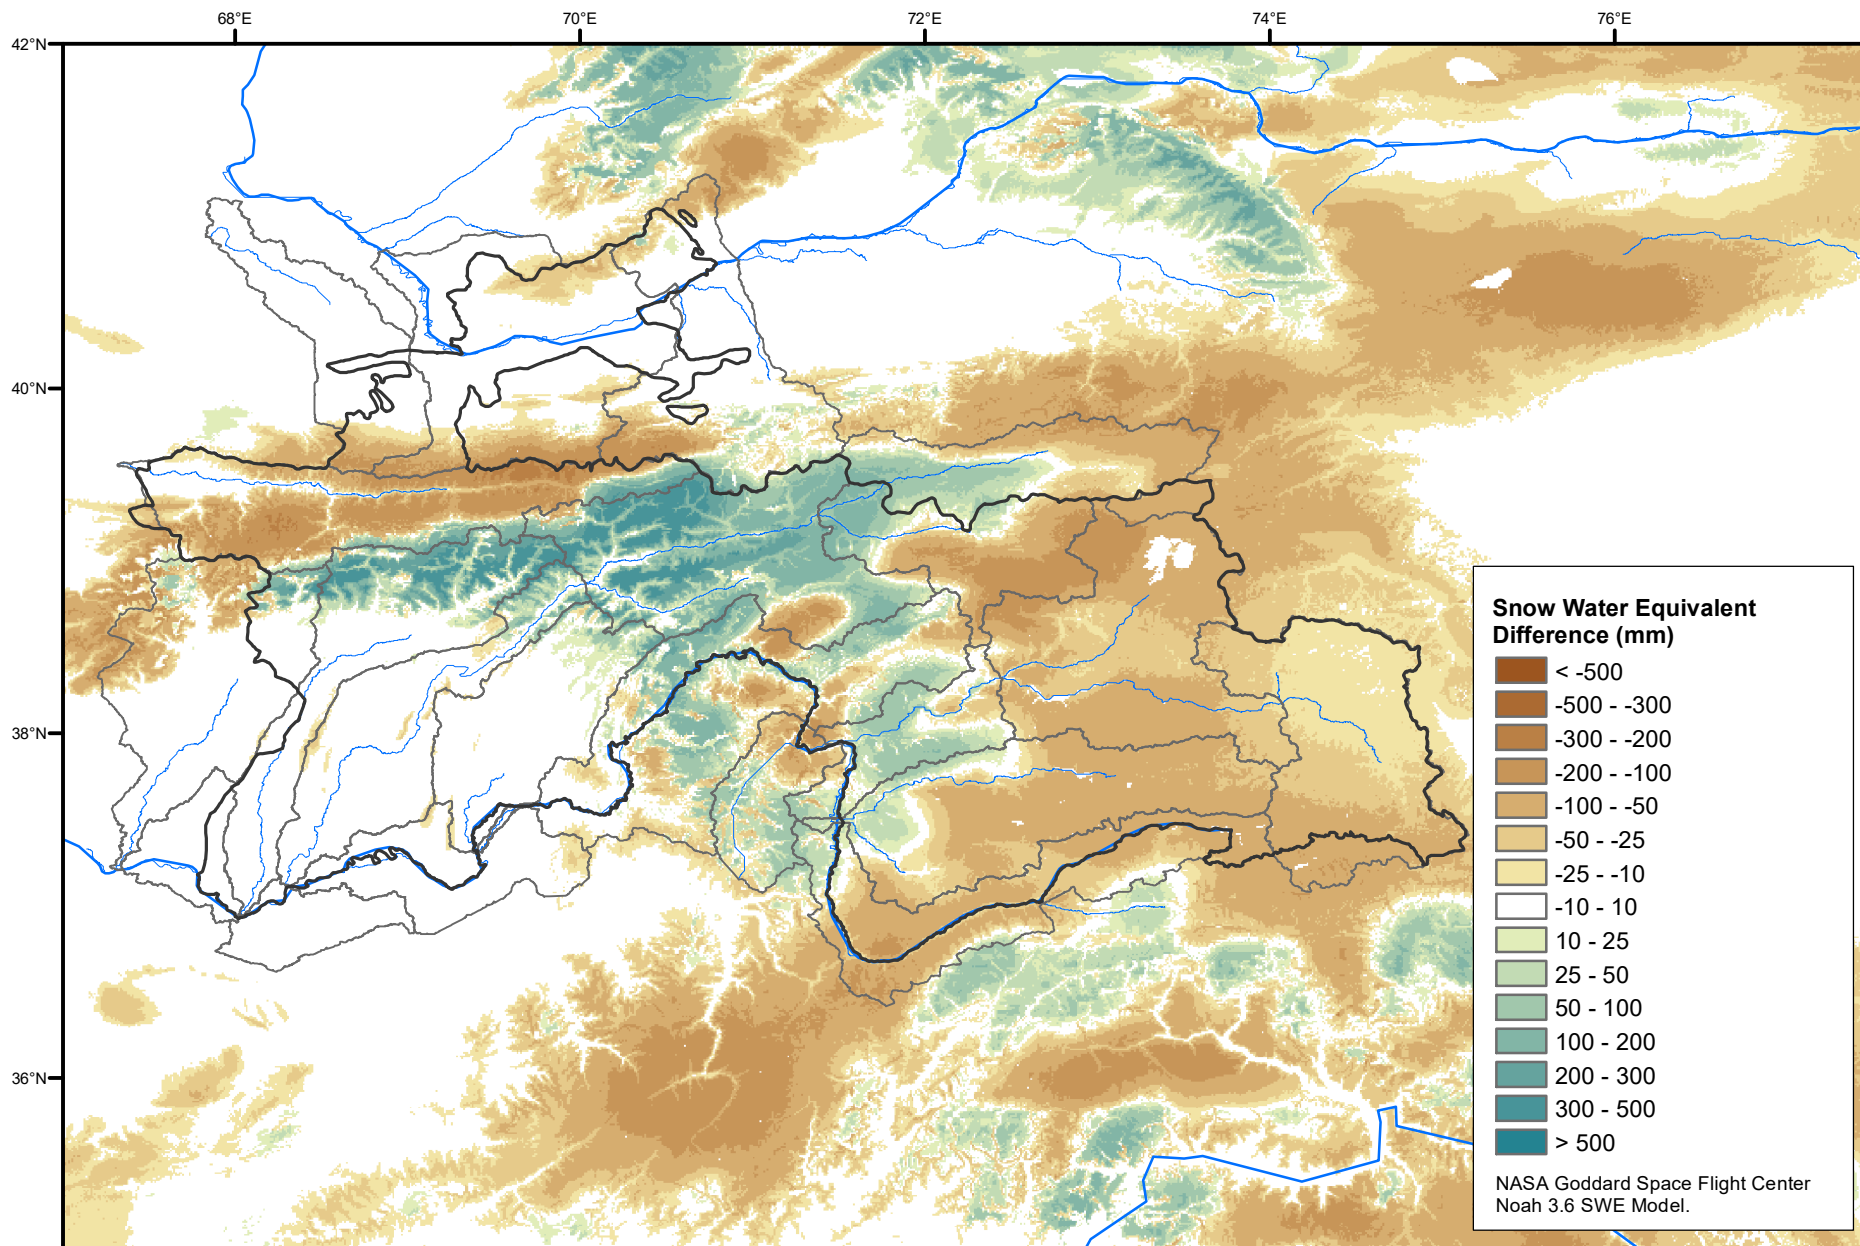 68°E 70°E 72°E 74°E 76°E
42°N
40°N
38°N
36°N
Snow Water Equivalent
Difference (mm)
< -500
-500 - -300
-300 - -200
-200 - -100
-100 - -50
-50 - -25
-25 - -10
-10 - 10
10 - 25
25 - 50
50 - 100
100 - 200
200 - 300
300 - 500
> 500
NASA Goddard Space Flight Center
Noah 3.6 SWE Model.